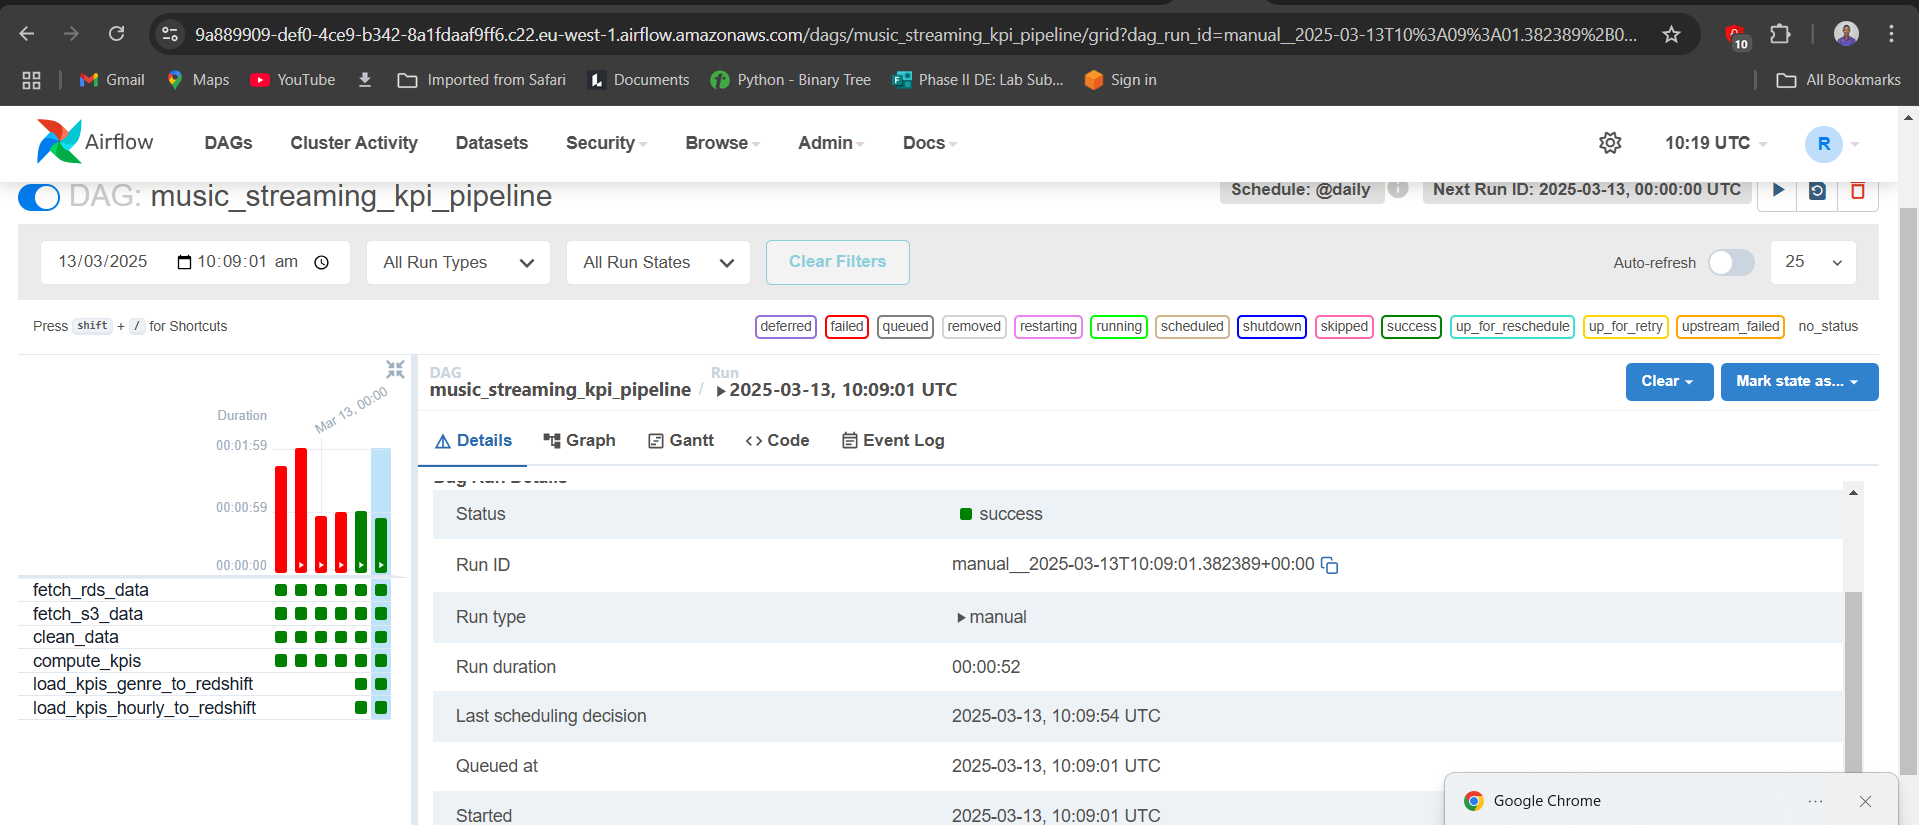 9a889909-def0-4ce9-b342-8a1fdaaf9ff6.c22.eu-west-1.airflow.amazonaws.com/dags/music_streaming_kpi_pipeline/grid?dag_run_id=manual__2025-03-13T10%3A09%3A01.382389%2B0...
10
Gmail Maps YouTube Imported from Safari Documents Python - Binary Tree Phase II DE: Lab Sub... Sign in All Bookmarks
Airflow DAGs Cluster Activity Datasets Security Browse Admin Docs 10:19 UTC R
DAG: music_streaming_kpi_pipeline Schedule: @daily i Next Run ID: 2025-03-13, 00:00:00 UTC
13/03/2025 10:09:01 am All Run Types All Run States Clear Filters Auto-refresh 25
Press shift + / for Shortcuts deferred failed queued removed restarting running scheduled shutdown skipped success up_for_reschedule up_for_retry upstream_failed no_status
DAG Run
music_streaming_kpi_pipeline / 2025-03-13, 10:09:01 UTC Clear Mark state as...
Mar 13, 00:00
Duration
00:01:59
00:00:59
00:00:00
fetch_rds_data
fetch_s3_data
clean_data
compute_kpis
load_kpis_genre_to_redshift
load_kpis_hourly_to_redshift
Details Graph Gantt Code Event Log
Dag Run Details
Status success
Run ID manual__2025-03-13T10:09:01.382389+00:00
Run type manual
Run duration 00:00:52
Last scheduling decision 2025-03-13, 10:09:54 UTC
Queued at 2025-03-13, 10:09:01 UTC
Started 2025-03-13, 10:09:01 UTC
Google Chrome